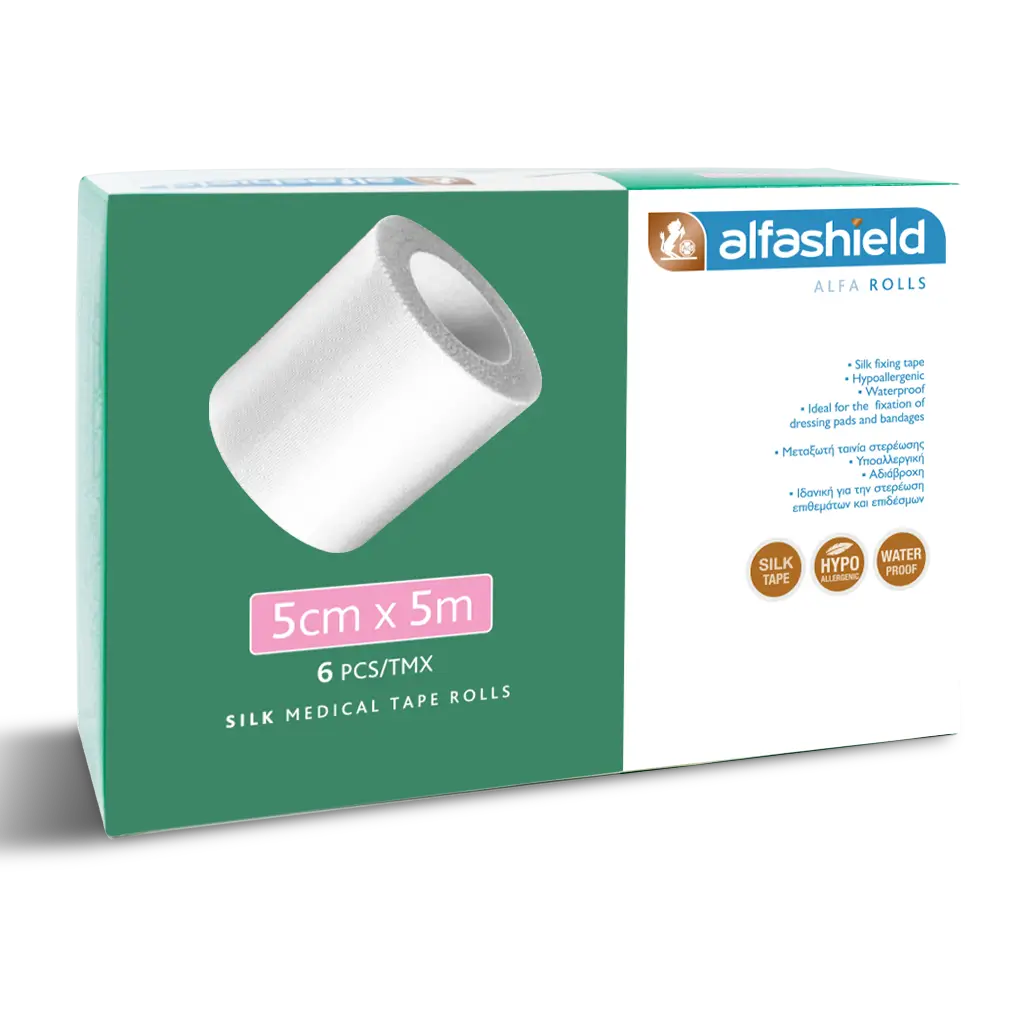 alfashield
alfashield
ALFA ROLLS
• Silk fixing tape
• Hypoallergenic
• Waterproof
• Ideal for the fixation of
dressing pads and bandages
• Μεταξωτή ταινία στερέωσης
• Υποαλλεργική
• Αδιάβροχη
• Ιδανική για την στερέωση
επιθεμάτων και επιδέσμων
SILK
TAPE
HYPO
ALLERGENIC
WATER
PROOF
5cm x 5m
6 PCS/TMX
SILK MEDICAL TAPE ROLLS